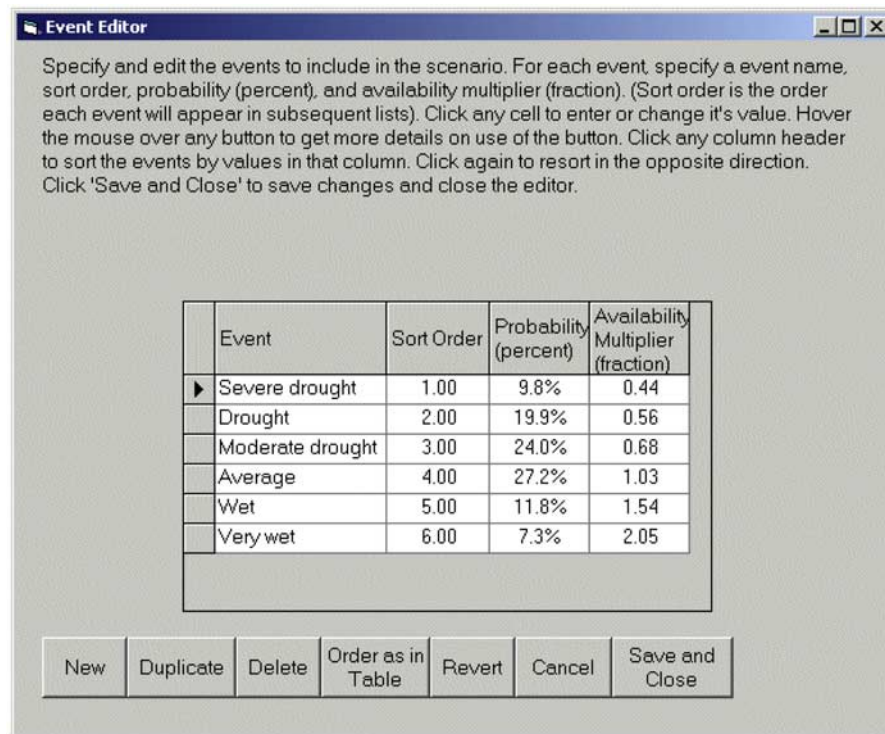 Event Editor
Specify and edit the events to include in the scenario. For each event, specify a event name,
sort order, probability (percent), and availability multiplier (fraction). (Sort order is the order
each event will appear in subsequent lists). Click any cell to enter or change it's value. Hover
the mouse over any button to get more details on use of the button. Click any column header
to sort the events by values in that column. Click again to resort in the opposite direction.
Click 'Save and Close' to save changes and close the editor.
Event Sort Order Probability (percent) Availability Multiplier (fraction)
Severe drought 1.00 9.8% 0.44
Drought 2.00 19.9% 0.56
Moderate drought 3.00 24.0% 0.68
Average 4.00 27.2% 1.03
Wet 5.00 11.8% 1.54
Very wet 6.00 7.3% 2.05
New Duplicate Delete Order as in Table Revert Cancel Save and Close